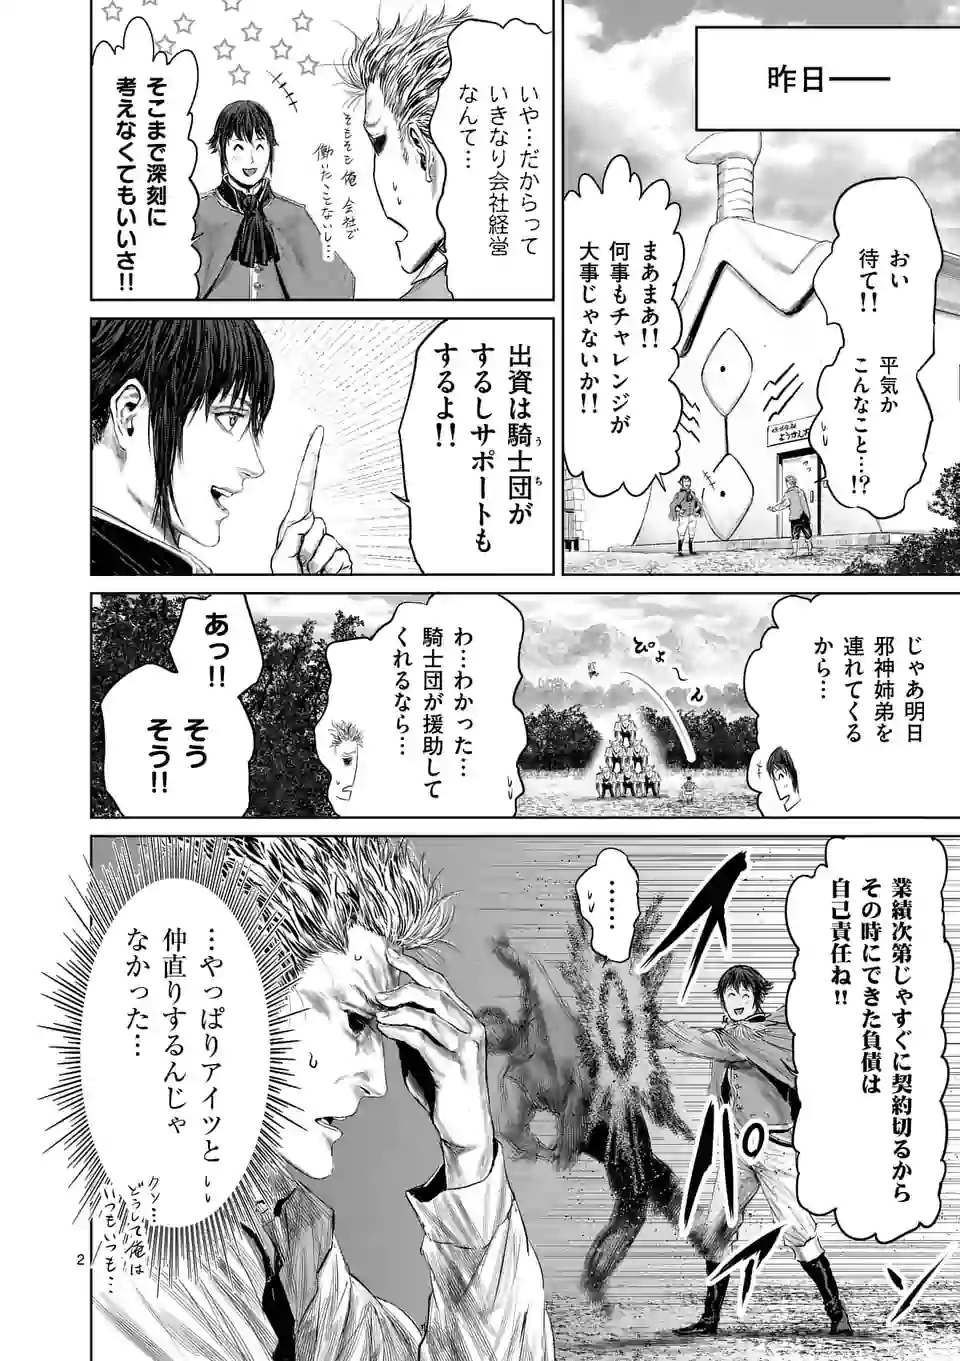 昨日――
おい
待て!!
平気か
こんなこと…!?
まあまあ!!
何事もチャレンジが
大事じゃないか!!
いや…だからって
いきなり会社経営
なんて…
そもそも俺 会社で
働いたことないし…
そこまで深刻に
考えなくてもいいさ!!
出資は騎士団が
うち
するしサポートも
するよ!!
じゃあ明日
邪神姉弟を
連れてくる
から…
ぴょーん
わ…わかった…
騎士団が援助して
くれるなら…
あっ!!
そう
そう!!
業績次第じゃすぐに契約切るから
その時にできた負債は
自己責任ね!!
……
バーン
…やっぱりアイツと
仲直りするんじゃ
なかった…
クソ…
どうして俺は
いつもいつも…
2